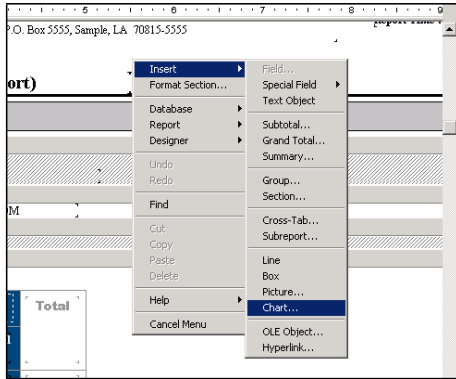 5 6 7 8 9
P.O. Box 5555, Sample, LA 70815-5555
ort)
Insert
Format Section...
Database
Report
Designer
Undo
Redo
Find
Cut
Copy
Paste
Delete
Help
Cancel Menu
Field...
Special Field
Text Object
Subtotal...
Grand Total...
Summary...
Group...
Section...
Cross-Tab...
Subreport...
Line
Box
Picture...
Chart...
OLE Object...
Hyperlink...
OM
Total